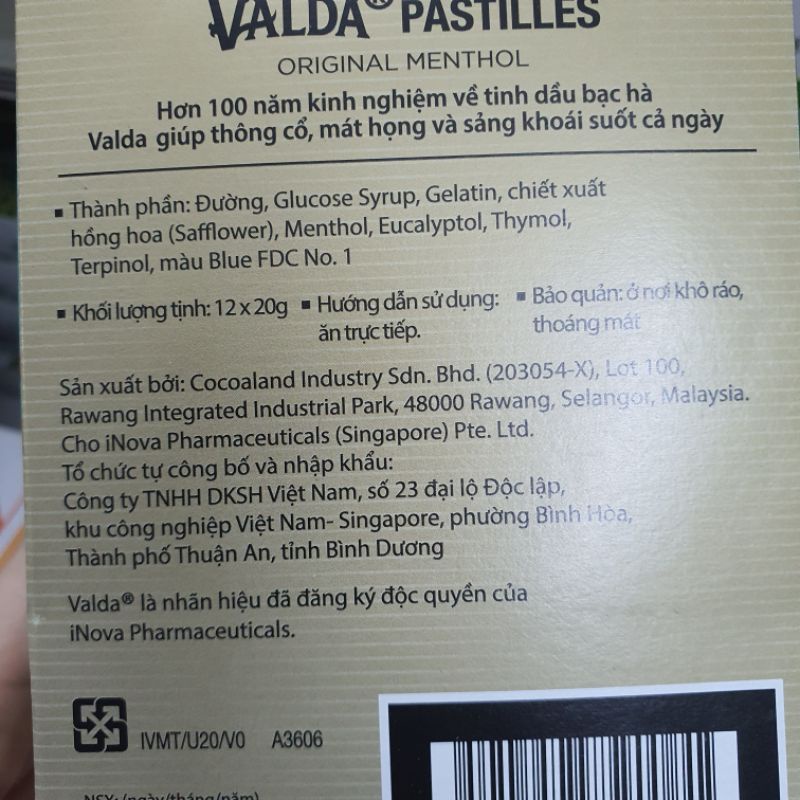 VALDA® PASTILLES
ORIGINAL MENTHOL
Hơn 100 năm kinh nghiệm về tinh dầu bạc hà
Valda giúp thông cổ, mát họng và sảng khoái suốt cả ngày
▪ Thành phần: Đường, Glucose Syrup, Gelatin, chiết xuất
hồng hoa (Safflower), Menthol, Eucalyptol, Thymol,
Terpinol, màu Blue FDC No. 1
▪ Khối lượng tịnh: 12 x 20g ▪ Hướng dẫn sử dụng: ▪ Bảo quản: ở nơi khô ráo,
ăn trực tiếp. thoáng mát
Sản xuất bởi: Cocoaland Industry Sdn. Bhd. (203054-X), Lot 100,
Rawang Integrated Industrial Park, 48000 Rawang, Selangor, Malaysia.
Cho iNova Pharmaceuticals (Singapore) Pte. Ltd.
Tổ chức tự công bố và nhập khẩu:
Công ty TNHH DKSH Việt Nam, số 23 đại lộ Độc lập,
khu công nghiệp Việt Nam- Singapore, phường Bình Hòa,
Thành phố Thuận An, tỉnh Bình Dương
Valda® là nhãn hiệu đã đăng ký độc quyền của
iNova Pharmaceuticals.
IVMT/U20/V0 A3606
NSX: (ngày/tháng/năm)